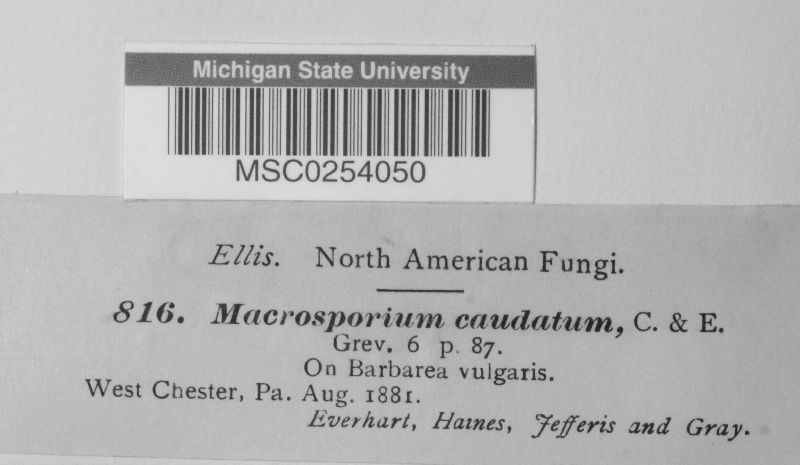 Michigan State University
MSC0254050
Ellis. North American Fungi.
816. Macrosporium caudatum, C. & E.
Grev. 6 p. 87.
On Barbarea vulgaris.
West Chester, Pa. Aug. 1881.
Everhart, Haines, Jefferis and Gray.